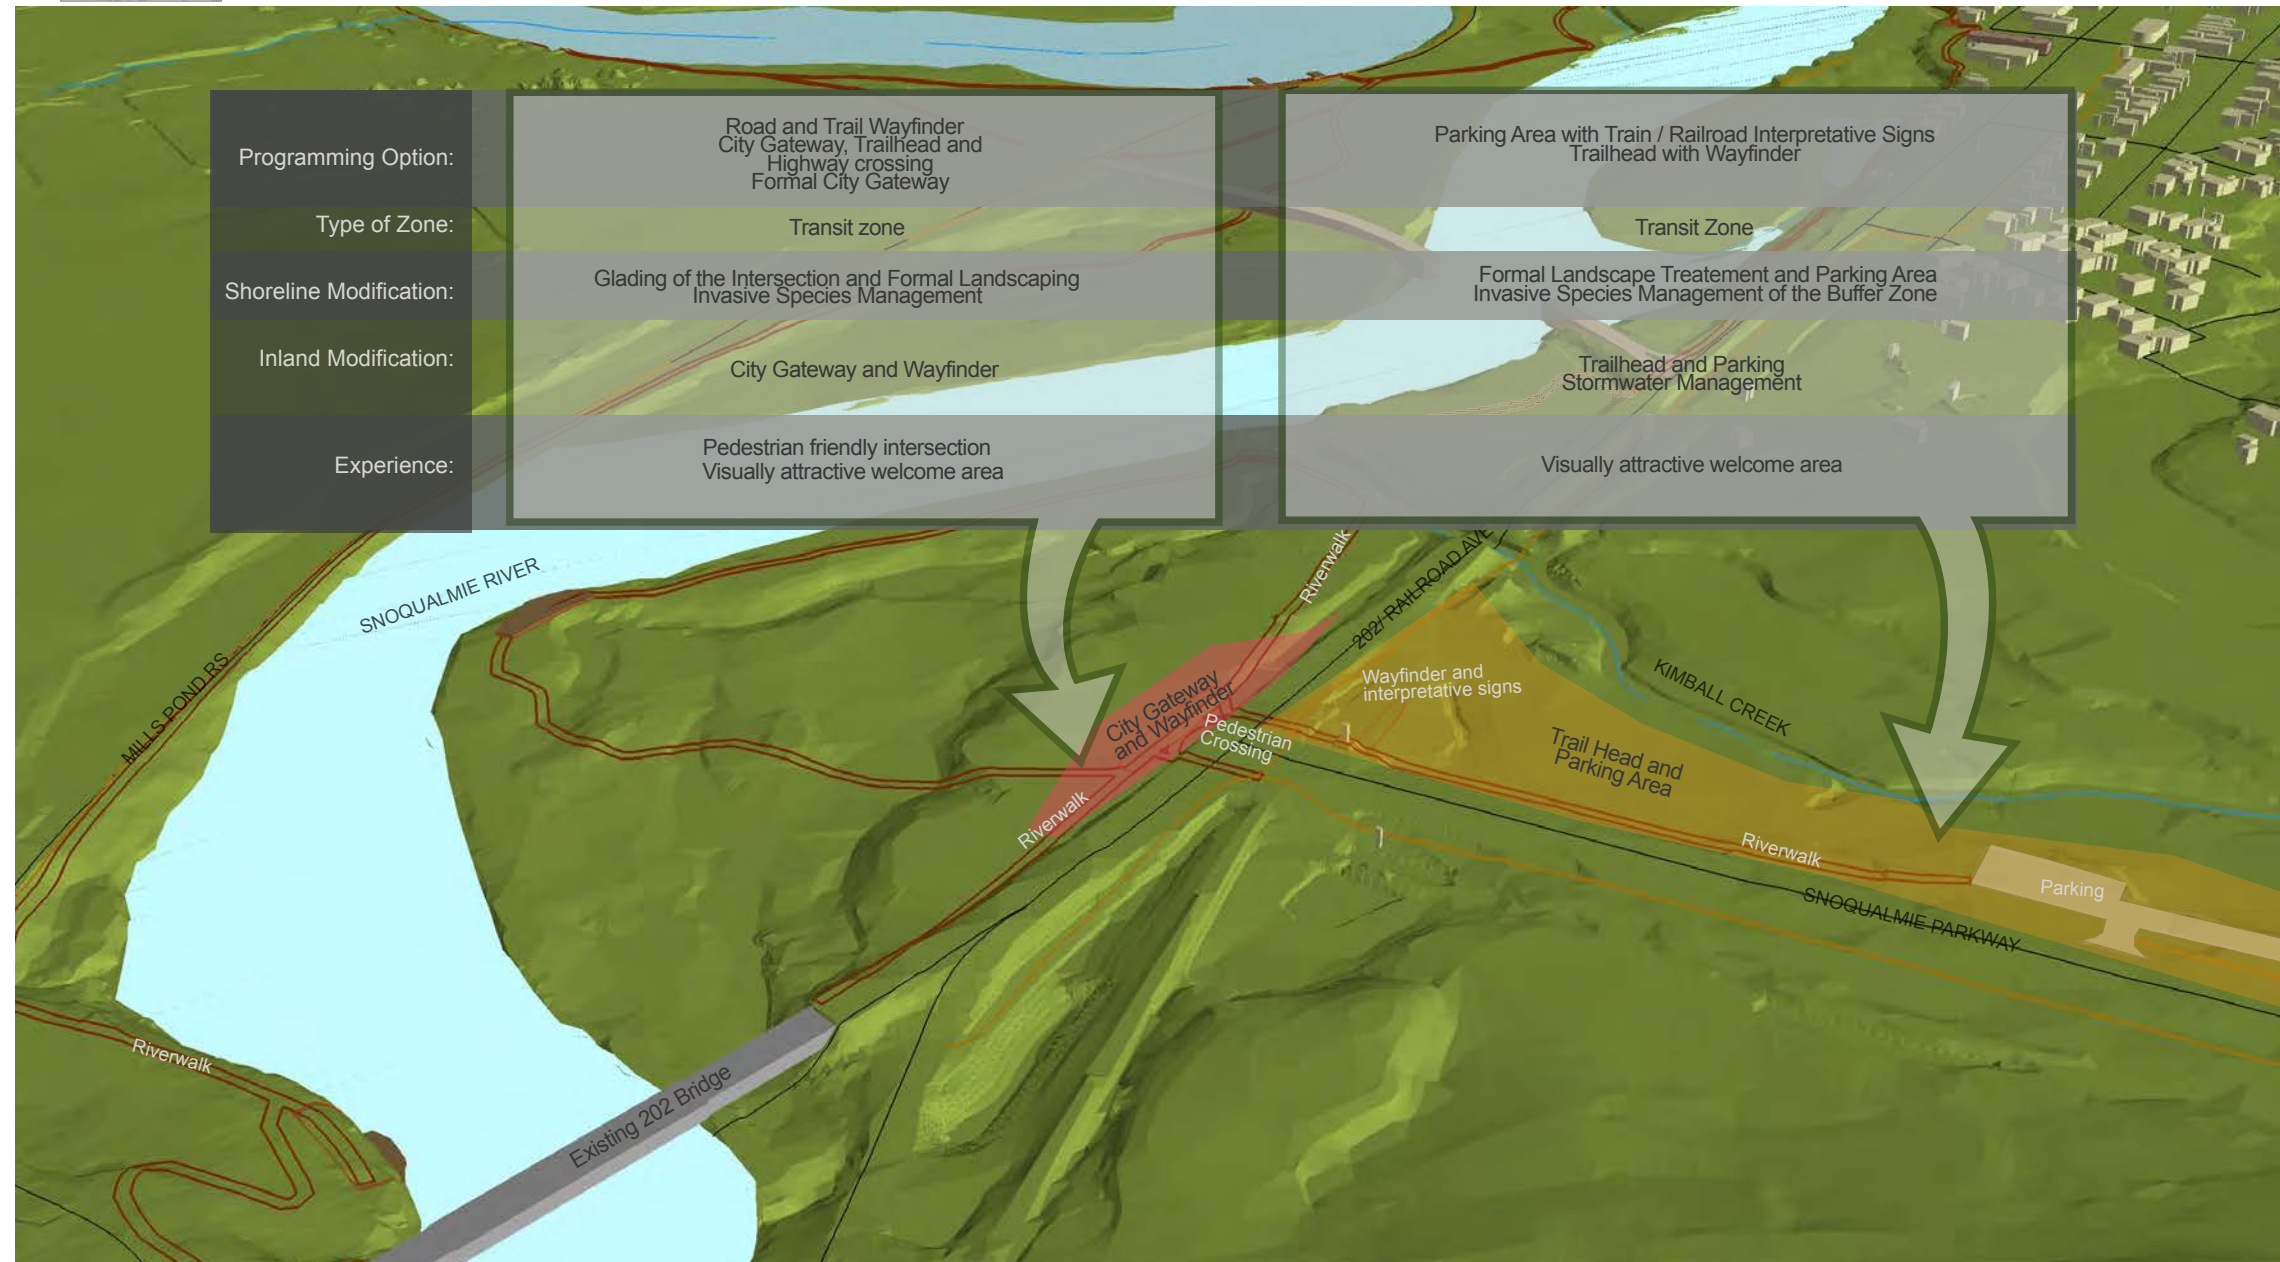 Programming Option:
Road and Trail Wayfinder
City Gateway, Trailhead and
Highway crossing
Formal City Gateway
Parking Area with Train / Railroad Interpretative Signs
Trailhead with Wayfinder
Type of Zone:
Transit zone
Transit Zone
Shoreline Modification:
Glading of the Intersection and Formal Landscaping
Invasive Species Management
Formal Landscape Treatement and Parking Area
Invasive Species Management of the Buffer Zone
Inland Modification:
City Gateway and Wayfinder
Trailhead and Parking
Stormwater Management
Experience:
Pedestrian friendly intersection
Visually attractive welcome area
Visually attractive welcome area
SNOQUALMIE RIVER
MILLS POND RS
Riverwalk
202/ RAILROAD AVE
Wayfinder and
interpretative signs
KIMBALL CREEK
City Gateway
and Wayfinder
Pedestrian
Crossing
Trail Head and
Parking Area
Riverwalk
Riverwalk
Parking
SNOQUALMIE PARKWAY
Riverwalk
Existing 202 Bridge